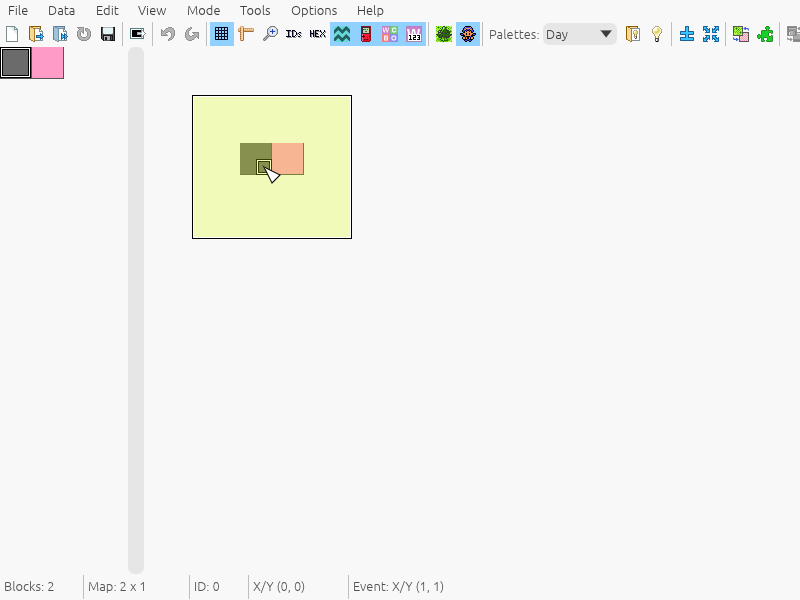 File Data Edit View Mode Tools Options Help
IDs HEX 123 Palettes: Day
Blocks: 2 Map: 2 x 1 ID: 0 X/Y (0, 0) Event: X/Y (1, 1)